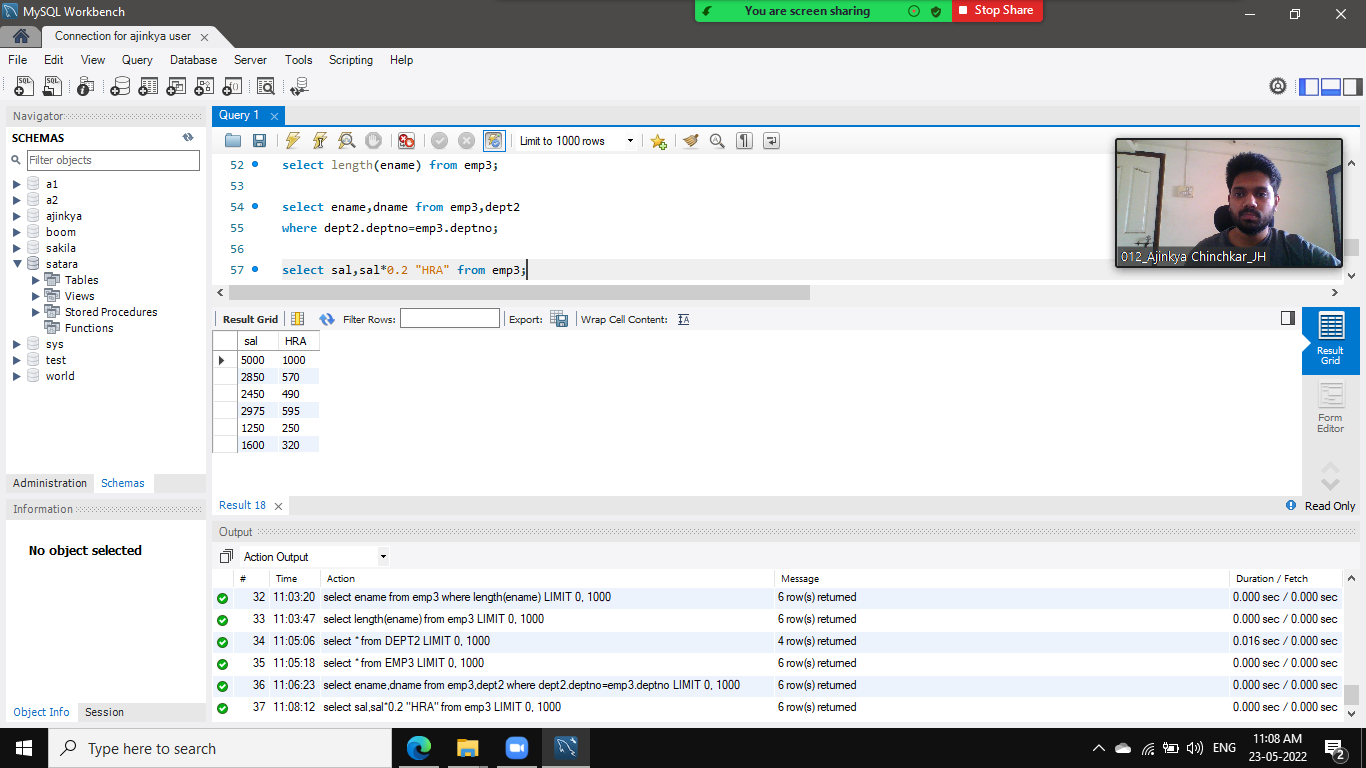 MySQL Workbench
You are screen sharing
Stop Share
Connection for ajinkya user
File Edit View Query Database Server Tools Scripting Help
Navigator
SCHEMAS
Filter objects
a1
a2
ajinkya
boom
sakila
satara
Tables
Views
Stored Procedures
Functions
sys
test
world
Administration Schemas
Information
No object selected
Object Info Session
Query 1
Limit to 1000 rows
52 select length(ename) from emp3;
53
54 select ename,dname from emp3,dept2
55 where dept2.deptno=emp3.deptno;
56
57 select sal,sal*0.2 "HRA" from emp3;
012_Ajinkya Chinchkar_JH
Result Grid Filter Rows: Export: Wrap Cell Content:
sal HRA
5000 1000
2850 570
2450 490
2975 595
1250 250
1600 320
Result Grid
Form Editor
Result 18
Read Only
Output
Action Output
# Time Action Message Duration / Fetch
32 11:03:20 select ename from emp3 where length(ename) LIMIT 0, 1000 6 row(s) returned 0.000 sec / 0.000 sec
33 11:03:47 select length(ename) from emp3 LIMIT 0, 1000 6 row(s) returned 0.000 sec / 0.000 sec
34 11:05:06 select * from DEPT2 LIMIT 0, 1000 4 row(s) returned 0.016 sec / 0.000 sec
35 11:05:18 select * from EMP3 LIMIT 0, 1000 6 row(s) returned 0.000 sec / 0.000 sec
36 11:06:23 select ename,dname from emp3,dept2 where dept2.deptno=emp3.deptno LIMIT 0, 1000 6 row(s) returned 0.000 sec / 0.000 sec
37 11:08:12 select sal,sal*0.2 "HRA" from emp3 LIMIT 0, 1000 6 row(s) returned 0.000 sec / 0.000 sec
Type here to search
ENG
11:08 AM
23-05-2022
2